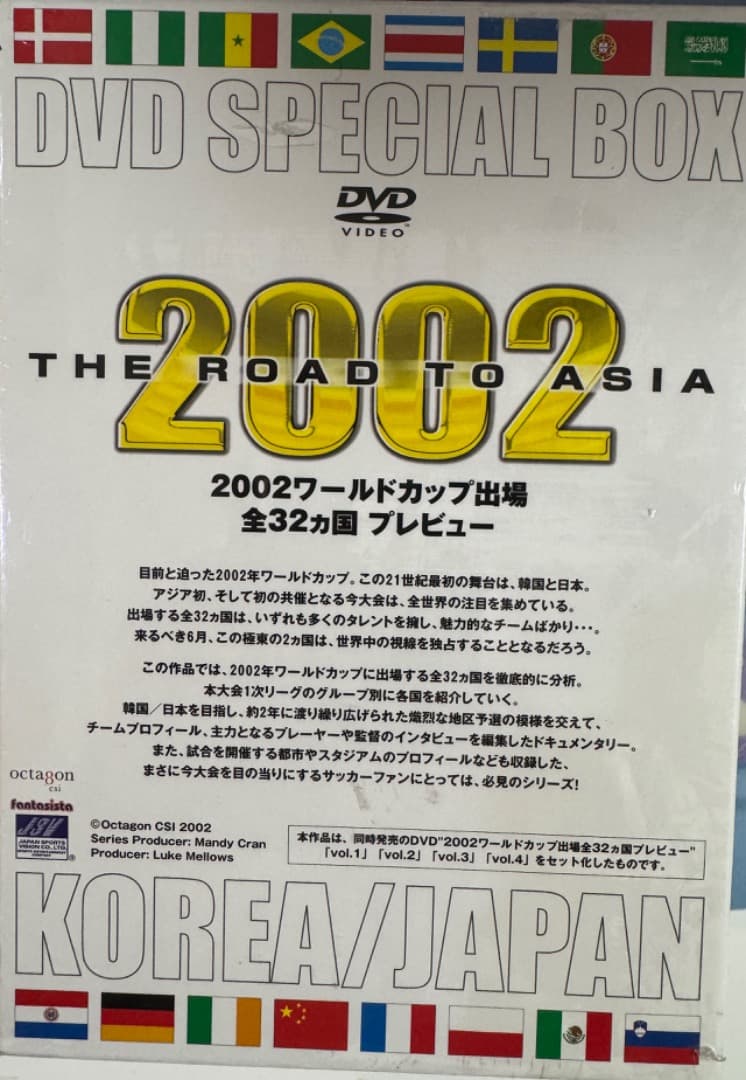 DVD SPECIAL BOX
DVD
VIDEO
2002
THE ROAD TO ASIA
2002ワールドカップ出場
全32ヵ国 プレビュー
目前と迫った2002年ワールドカップ。この21世紀最初の舞台は、韓国と日本。
アジア初、そして初の共催となる今大会は、全世界の注目を集めている。
出場する全32ヵ国は、いずれも多くのタレントを擁し、魅力的なチームばかり・・・。
来るべき6月、この極東の2ヵ国は、世界中の視線を独占することとなるだろう。
この作品では、2002年ワールドカップに出場する全32ヵ国を徹底的に分析。
本大会1次リーグのグループ別に各国を紹介していく。
韓国／日本を目指し、約2年に渡り繰り広げられた熾烈な地区予選の模様を交えて、
チームプロフィール、主力となるプレーヤーや監督のインタビューを編集したドキュメンタリー。
また、試合を開催する都市やスタジアムのプロフィールなども収録した、
まさに今大会を目の当りにするサッカーファンにとっては、必見のシリーズ!
octagon
csi
fantasista
JSV
JAPAN SPORTS
VISION CO.,LTD.
©Octagon CSI 2002
Series Producer: Mandy Cran
Producer: Luke Mellows
本作品は、同時発売のDVD"2002ワールドカップ出場全32ヵ国プレビュー"
「vol.1」「vol.2」「vol.3」「vol.4」をセット化したものです。
KOREA/JAPAN